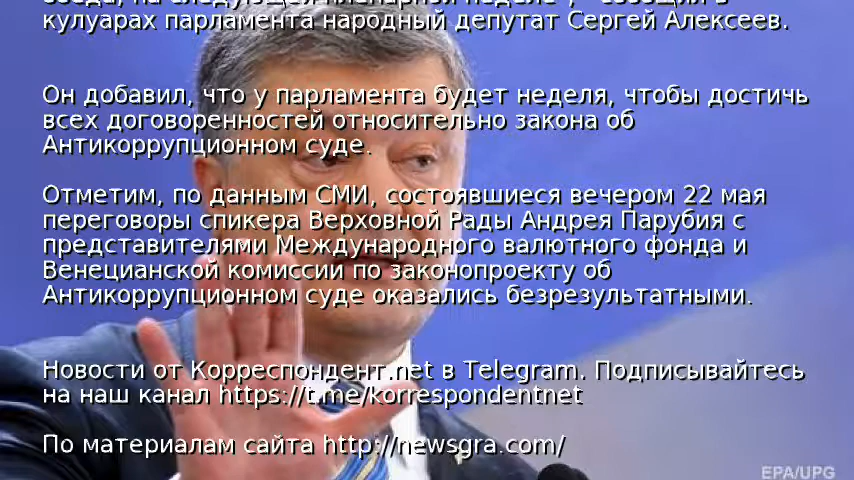 кулуарах парламента народный депутат Сергей Алексеев.
Он добавил, что у парламента будет неделя, чтобы достичь
всех договоренностей относительно закона об
Антикоррупционном суде.
Отметим, по данным СМИ, состоявшиеся вечером 22 мая
переговоры спикера Верховной Рады Андрея Парубия с
представителями Международного валютного фонда и
Венецианской комиссии по законопроекту об
Антикоррупционном суде оказались безрезультатными.
Новости от Корреспондент.net в Telegram. Подписывайтесь
на наш канал https://t.me/korrespondentnet
По материалам сайта http://newsgra.com/
EPA/UPG